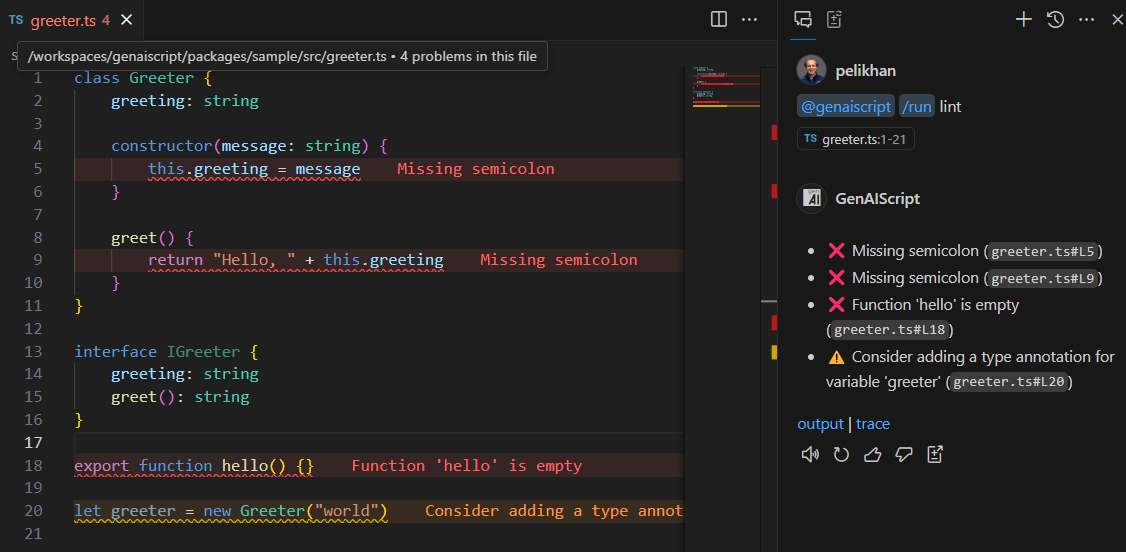 TS greeter.ts 4
/workspaces/genaiscript/packages/sample/src/greeter.ts • 4 problems in this file
1 class Greeter {
2 greeting: string
3
4 constructor(message: string) {
5 this.greeting = message Missing semicolon
6 }
7
8 greet() {
9 return "Hello, " + this.greeting Missing semicolon
10 }
11 }
12
13 interface IGreeter {
14 greeting: string
15 greet(): string
16 }
17
18 export function hello() {} Function 'hello' is empty
19
20 let greeter = new Greeter("world") Consider adding a type annot
21
pelikhan
@genaiscript /run lint
TS greeter.ts:1-21
GenAIScript
• ❌ Missing semicolon (greeter.ts#L5)
• ❌ Missing semicolon (greeter.ts#L9)
• ❌ Function 'hello' is empty
(greeter.ts#L18)
• ⚠️ Consider adding a type annotation for
variable 'greeter' (greeter.ts#L20)
output | trace